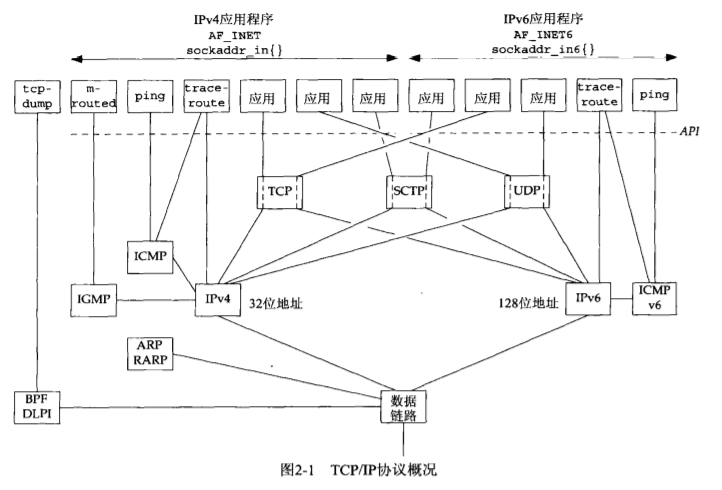 IPv4应用程序
AF_INET
sockaddr_in{}
IPv6应用程序
AF_INET6
sockaddr_in6{}
tcp-
dump
m-
routed
ping
trace-
route
应用
应用
应用
应用
应用
应用
trace-
route
ping
API
TCP
SCTP
UDP
ICMP
IGMP
IPv4
32位地址
128位地址
IPv6
ICMP
v6
ARP
RARP
BPF
DLPI
数据
链路
图2-1 TCP/IP协议概况